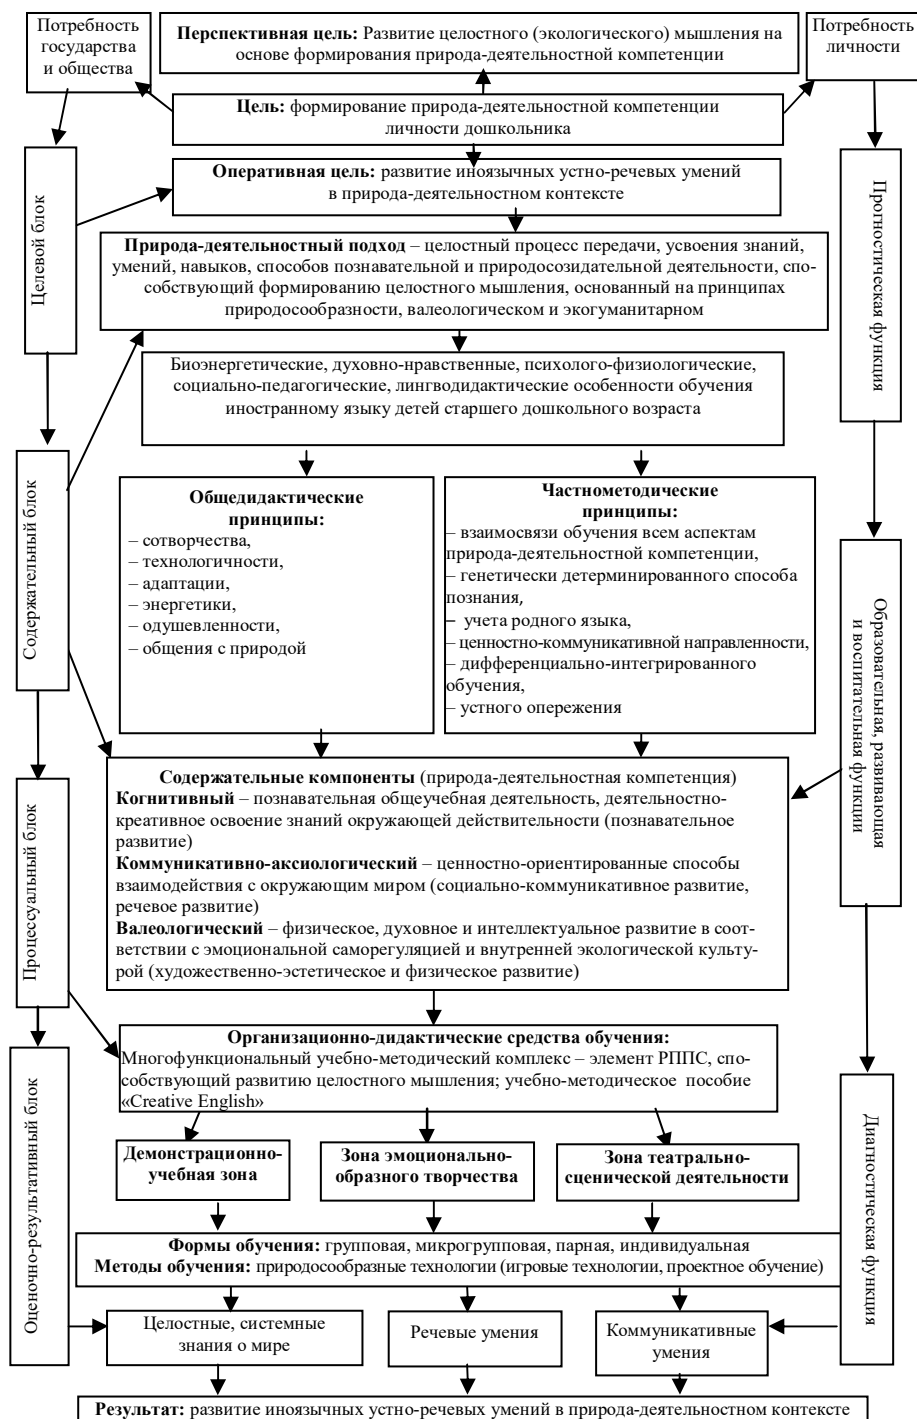 Потребность
государства
и общества
Перспективная цель: Развитие целостного (экологического) мышления на
основе формирования природа-деятельностной компетенции
Потребность
личности
Цель: формирование природа-деятельностной компетенции
личности дошкольника
Оперативная цель: развитие иноязычных устно-речевых умений
в природа-деятельностном контексте
Целевой блок
Прогностическая функция
Природа-деятельностный подход – целостный процесс передачи, усвоения знаний,
умений, навыков, способов познавательной и природосозидательной деятельности, спо-
собствующий формированию целостного мышления, основанный на принципах
природосообразности, валеологическом и экогуманитарном
Биоэнергетические, духовно-нравственные, психолого-физиологические,
социально-педагогические, лингводидактические особенности обучения
иностранному языку детей старшего дошкольного возраста
Содержательный блок
Общедидактические
принципы:
– сотворчества,
– технологичности,
– адаптации,
– энергетики,
– одушевленности,
– общения с природой
Частнометодические
принципы:
– взаимосвязи обучения всем аспектам
природа-деятельностной компетенции,
– генетически детерминированного способа
познания,
– учета родного языка,
– ценностно-коммуникативной направленности,
– дифференциально-интегрированного
обучения,
– устного опережения
Образовательная, развивающая
и воспитательная функции
Содержательные компоненты (природа-деятельностная компетенция)
Когнитивный – познавательная общеучебная деятельность, деятельностно-
креативное освоение знаний окружающей действительности (познавательное
развитие)
Коммуникативно-аксиологический – ценностно-ориентированные способы
взаимодействия с окружающим миром (социально-коммуникативное развитие,
речевое развитие)
Валеологический – физическое, духовное и интеллектуальное развитие в соот-
ветствии с эмоциональной саморегуляцией и внутренней экологической культу-
рой (художественно-эстетическое и физическое развитие)
Процессуальный блок
Организационно-дидактические средства обучения:
Многофункциональный учебно-методический комплекс – элемент РППС, спо-
собствующий развитию целостного мышления; учебно-методическое пособие
«Creative English»
Оценочно-результативный блок
Диагностическая функция
Демонстрационно-
учебная зона
Зона эмоционально-
образного творчества
Зона театрально-
сценической деятельности
Формы обучения: групповая, микрогрупповая, парная, индивидуальная
Методы обучения: природосообразные технологии (игровые технологии, проектное обучение)
Целостные, системные
знания о мире
Речевые умения
Коммуникативные
умения
Результат: развитие иноязычных устно-речевых умений в природа-деятельностном контексте